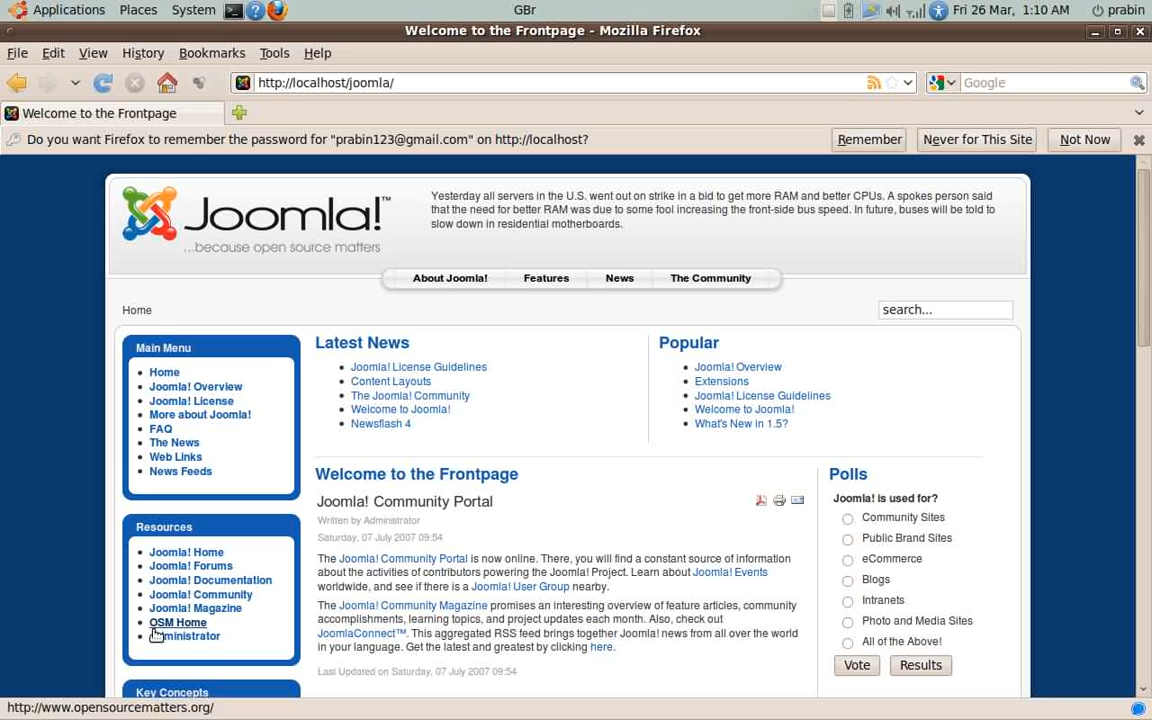 Applications Places System
GBr
Fri 26 Mar, 1:10 AM
prabin
Welcome to the Frontpage - Mozilla Firefox
File Edit View History Bookmarks Tools Help
http://localhost/joomla/
Google
Welcome to the Frontpage
Do you want Firefox to remember the password for "prabin123@gmail.com" on http://localhost?
Remember
Never for This Site
Not Now
Joomla!™
...because open source matters
Yesterday all servers in the U.S. went out on strike in a bid to get more RAM and better CPUs. A spokes person said
that the need for better RAM was due to some fool increasing the front-side bus speed. In future, buses will be told to
slow down in residential motherboards.
About Joomla! Features News The Community
Home
search...
Main Menu
Home
Joomla! Overview
Joomla! License
More about Joomla!
FAQ
The News
Web Links
News Feeds
Resources
Joomla! Home
Joomla! Forums
Joomla! Documentation
Joomla! Community
Joomla! Magazine
OSM Home
Administrator
Key Concepts
Latest News
Joomla! License Guidelines
Content Layouts
The Joomla! Community
Welcome to Joomla!
Newsflash 4
Popular
Joomla! Overview
Extensions
Joomla! License Guidelines
Welcome to Joomla!
What's New in 1.5?
Welcome to the Frontpage
Joomla! Community Portal
Written by Administrator
Saturday, 07 July 2007 09:54
The Joomla! Community Portal is now online. There, you will find a constant source of information
about the activities of contributors powering the Joomla! Project. Learn about Joomla! Events
worldwide, and see if there is a Joomla! User Group nearby.
The Joomla! Community Magazine promises an interesting overview of feature articles, community
accomplishments, learning topics, and project updates each month. Also, check out
JoomlaConnect™. This aggregated RSS feed brings together Joomla! news from all over the world
in your language. Get the latest and greatest by clicking here.
Last Updated on Saturday, 07 July 2007 09:54
Polls
Joomla! is used for?
Community Sites
Public Brand Sites
eCommerce
Blogs
Intranets
Photo and Media Sites
All of the Above!
Vote
Results
http://www.opensourcematters.org/